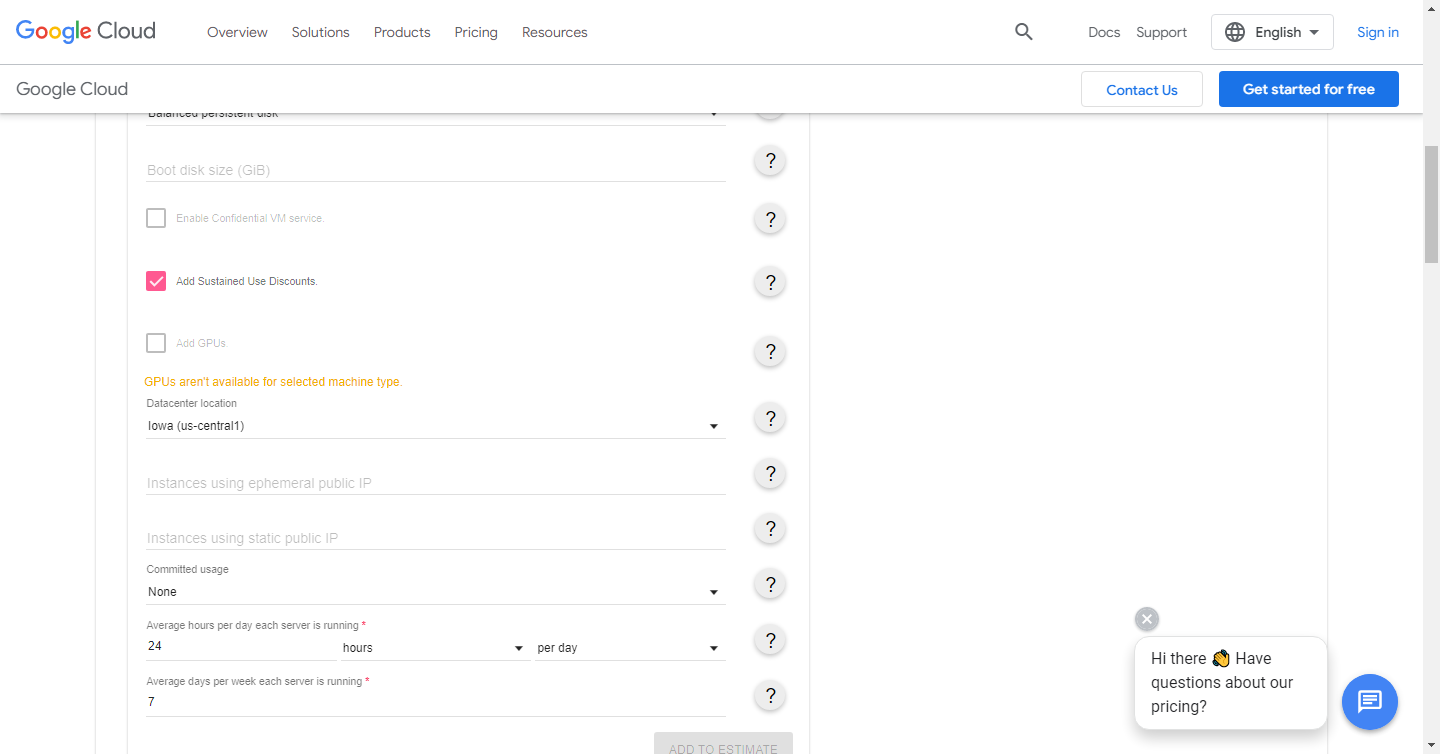 Google Cloud
Overview Solutions Products Pricing Resources Docs Support English Sign in
Google Cloud
Contact Us Get started for free
Balanced persistent disk
Boot disk size (GiB)
?
Enable Confidential VM service.
?
Add Sustained Use Discounts.
?
Add GPUs.
?
GPUs aren't available for selected machine type.
Datacenter location
Iowa (us-central1)
?
Instances using ephemeral public IP
?
Instances using static public IP
?
Committed usage
None
?
Average hours per day each server is running *
24 hours per day
?
Average days per week each server is running *
7
?
ADD TO ESTIMATE
Hi there 👋 Have
questions about our
pricing?